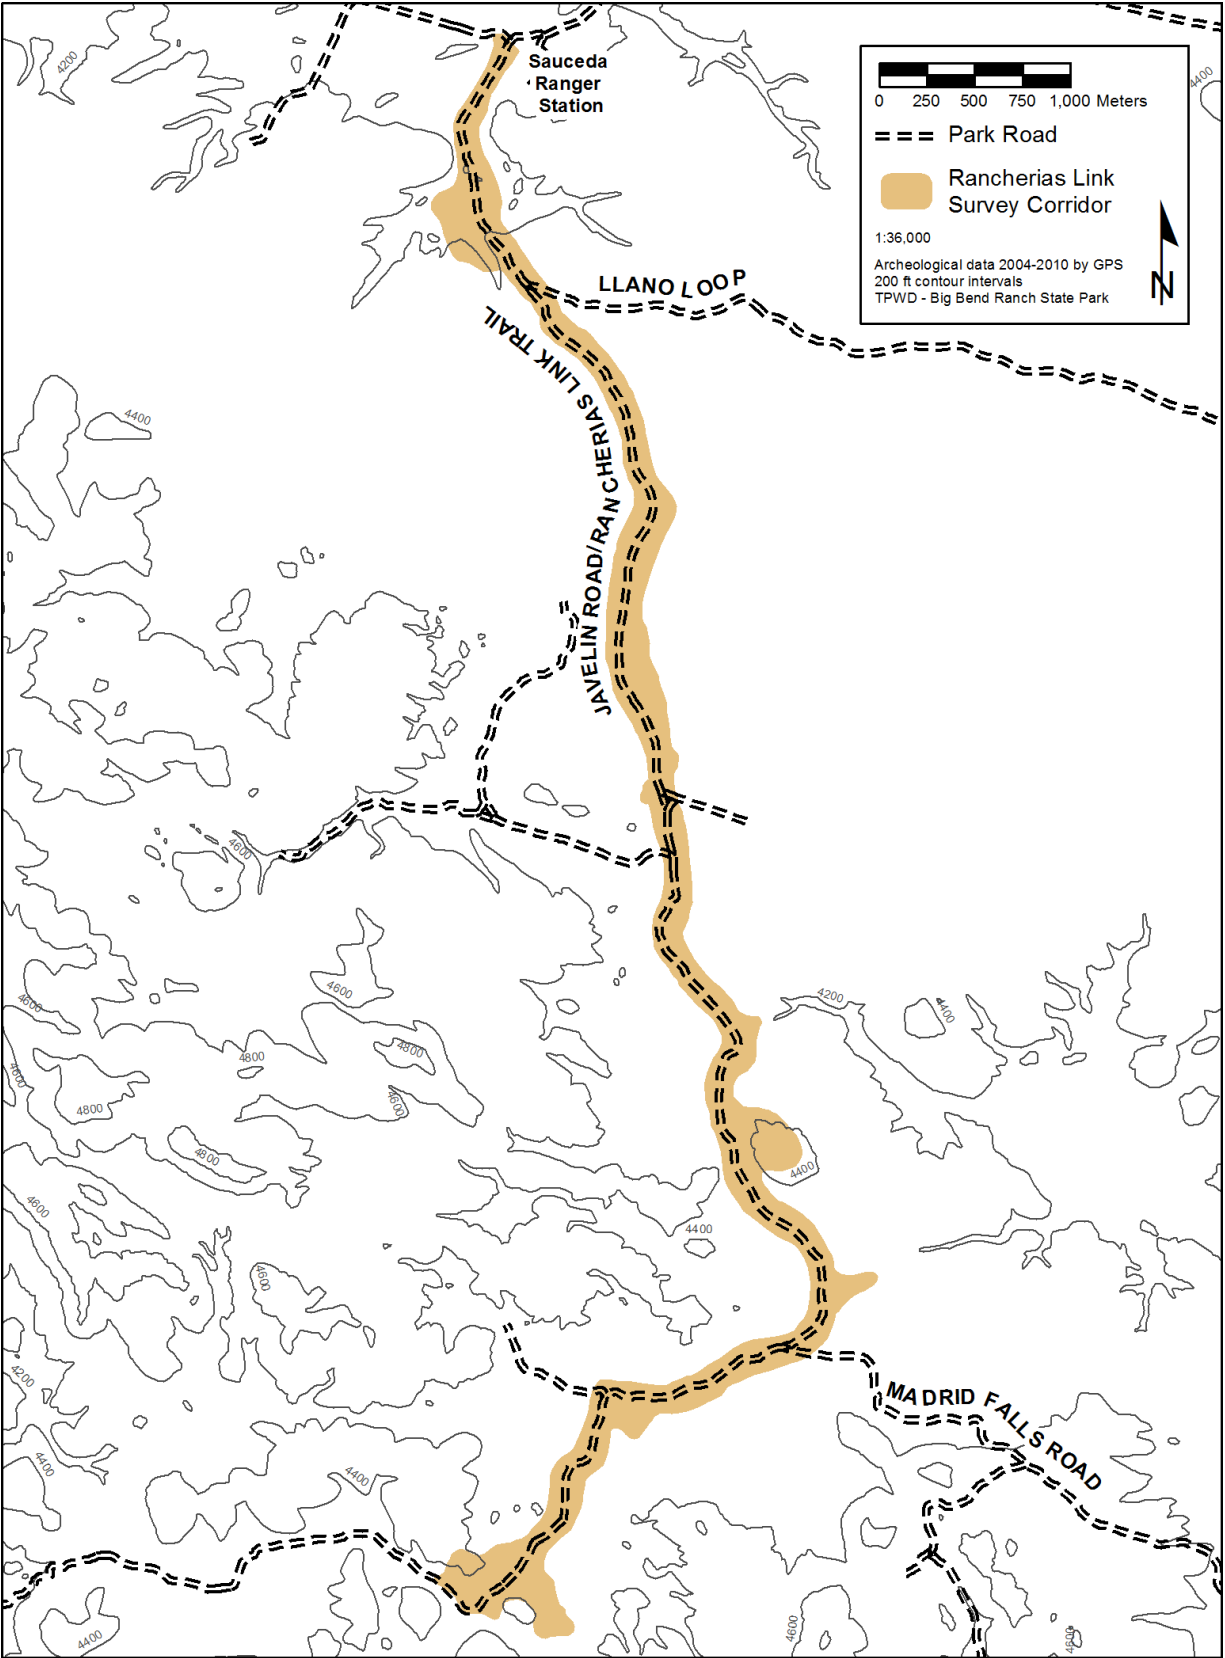 4200
Sauceda
Ranger
Station
0 250 500 750 1,000 Meters
Park Road
Rancherias Link
Survey Corridor
1:36,000
Archeological data 2004-2010 by GPS
200 ft contour intervals
TPWD - Big Bend Ranch State Park
N
4400
LLANO LOOP
JAVELIN ROAD/RANCHERIAS LINK TRAIL
4400
4600
4600
4600
4200
4400
4800
4800
4600
4800
4600
4800
4400
4600
4400
4600
4200
MADRID FALLS ROAD
4400
4400
4400
4600
4600